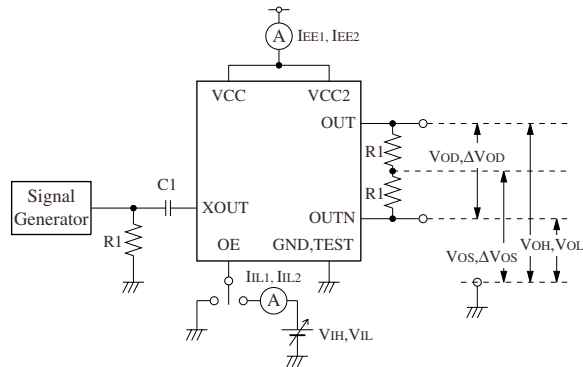 A
IEE1, IEE2
VCC
VCC2
OUT
R1
VOD,ΔVOD
Signal
Generator
C1
XOUT
R1
OUTN
R1
OE
GND,TEST
VOS,ΔVOS
VOH,VOL
IIL1, IIL2
A
VIH,VIL